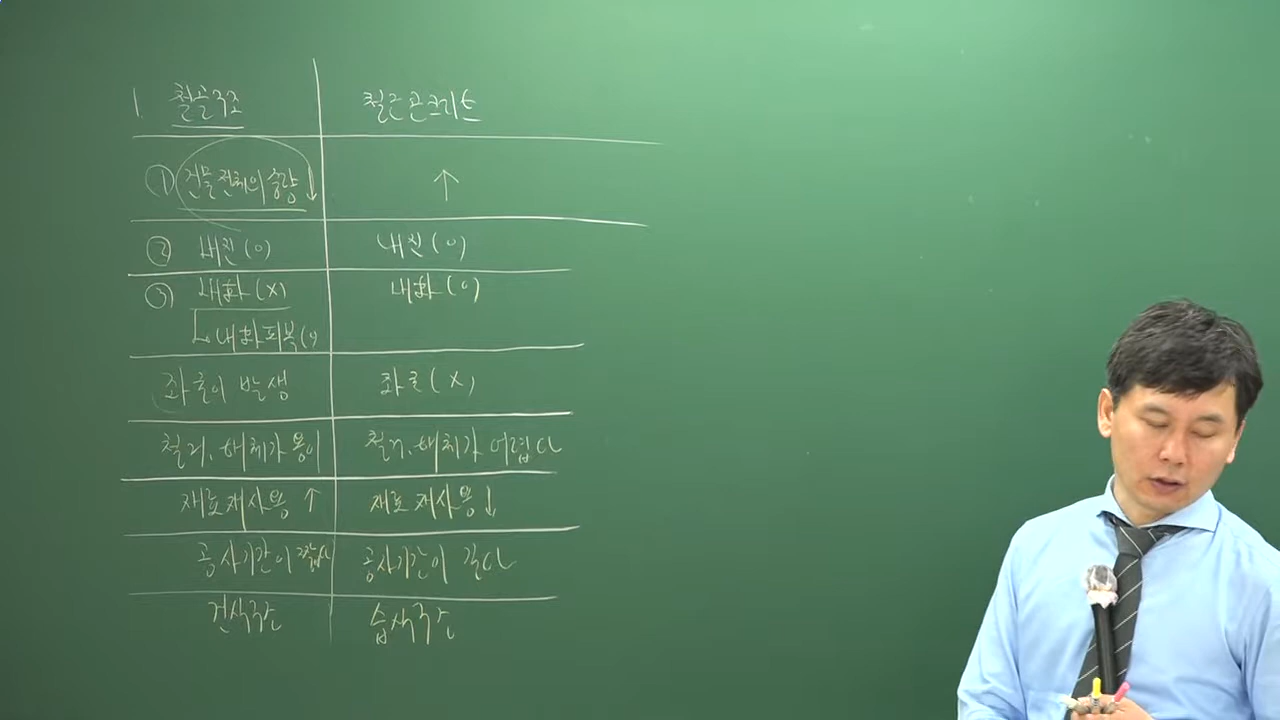 1. 철골구조 철근콘크리트
① 건물전체의 중량↓ ↑
② 내진(O) 내진(O)
③ 내화(X) 내화(O)
↳내화피복(O)
좌굴이 발생 좌굴(X)
철거, 해체가 용이 철거, 해체가 어렵다
재료 재사용↑ 재료 재사용↓
공사기간이 짧다 공사기간이 길다
건식구조 습식구조